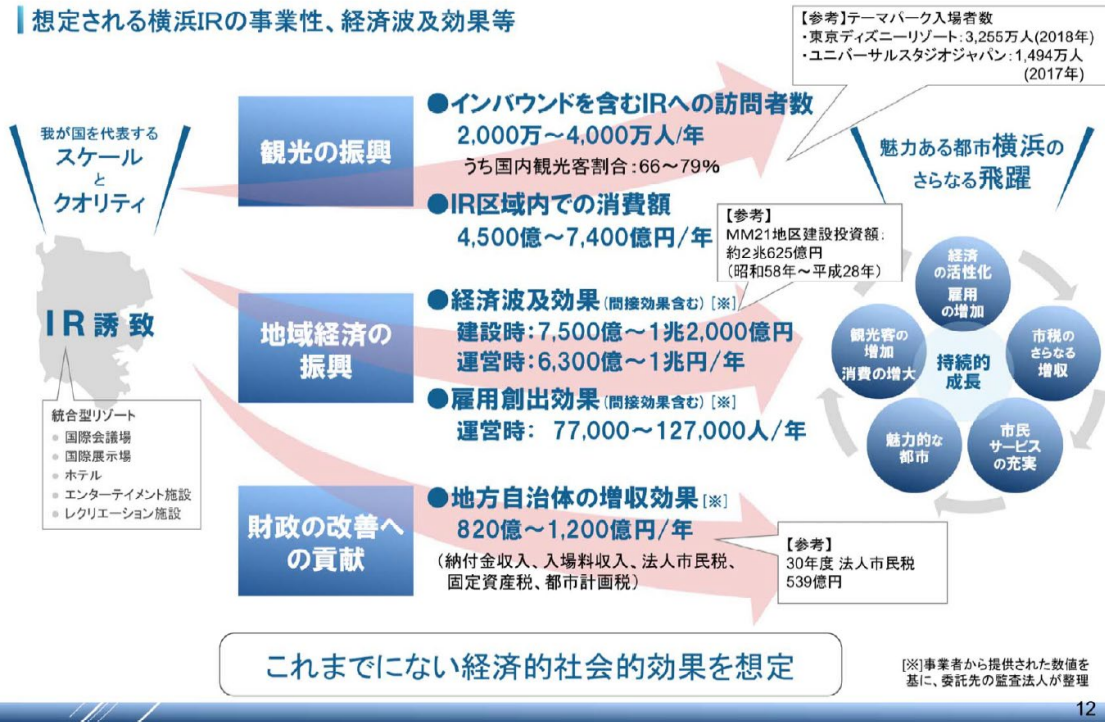 想定される横浜IRの事業性、経済波及効果等
【参考】テーマパーク入場者数
・東京ディズニーリゾート：3,255万人(2018年)
・ユニバーサルスタジオジャパン：1,494万人
(2017年)
我が国を代表する
スケール
と
クオリティ
IR誘致
統合型リゾート
● 国際会議場
● 国際展示場
● ホテル
● エンターテイメント施設
● レクリエーション施設
観光の振興
●インバウンドを含むIRへの訪問者数
2,000万～4,000万人/年
うち国内観光客割合：66～79%
●IR区域内での消費額
4,500億～7,400億円/年
【参考】
MM21地区建設投資額：
約2兆625億円
（昭和58年～平成28年）
地域経済の
振興
●経済波及効果(間接効果含む)［※］
建設時：7,500億～1兆2,000億円
運営時：6,300億～1兆円/年
●雇用創出効果(間接効果含む)［※］
運営時： 77,000～127,000人/年
財政の改善へ
の貢献
●地方自治体の増収効果［※］
820億～1,200億円/年
（納付金収入、入場料収入、法人市民税、
固定資産税、都市計画税）
【参考】
30年度 法人市民税
539億円
魅力ある都市横浜の
さらなる飛躍
経済
の活性化
雇用
の増加
市税の
さらなる
増収
市民
サービス
の充実
魅力的な
都市
観光客の
増加
消費の増大
持続的
成長
これまでにない経済的社会的効果を想定
［※］事業者から提供された数値を
基に、委託先の監査法人が整理
12